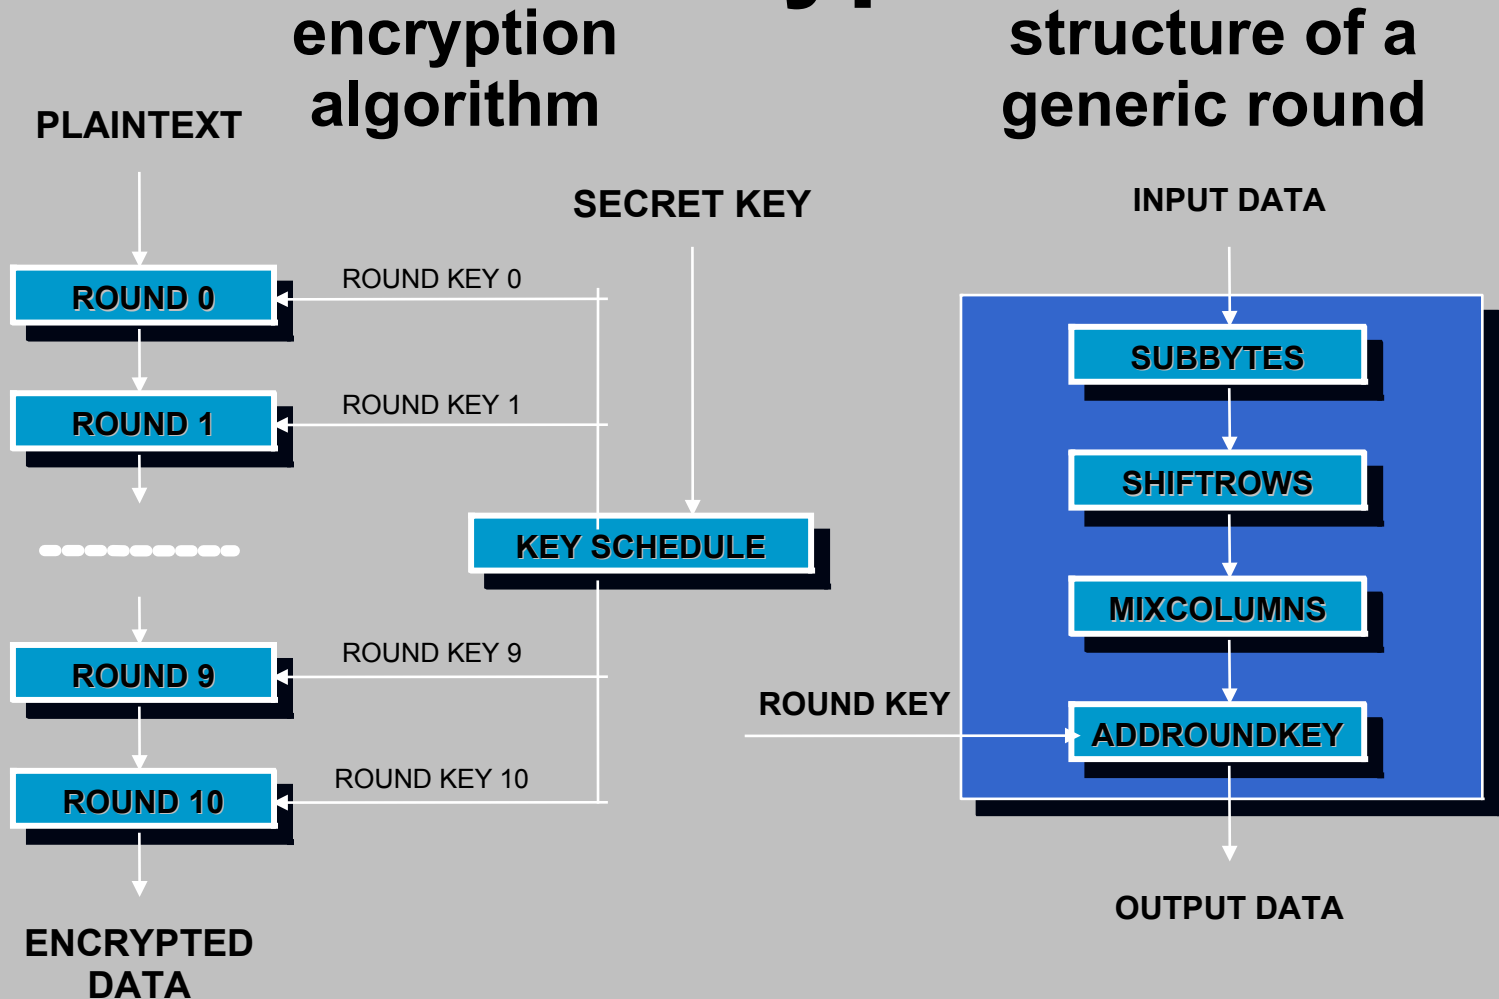 encryption
algorithm
structure of a
generic round
PLAINTEXT
SECRET KEY
INPUT DATA
ROUND KEY 0
ROUND 0
ROUND KEY 1
ROUND 1
KEY SCHEDULE
ROUND KEY 9
ROUND 9
ROUND KEY 10
ROUND 10
ENCRYPTED
DATA
SUBBYTES
SHIFTROWS
MIXCOLUMNS
ROUND KEY
ADDROUNDKEY
OUTPUT DATA